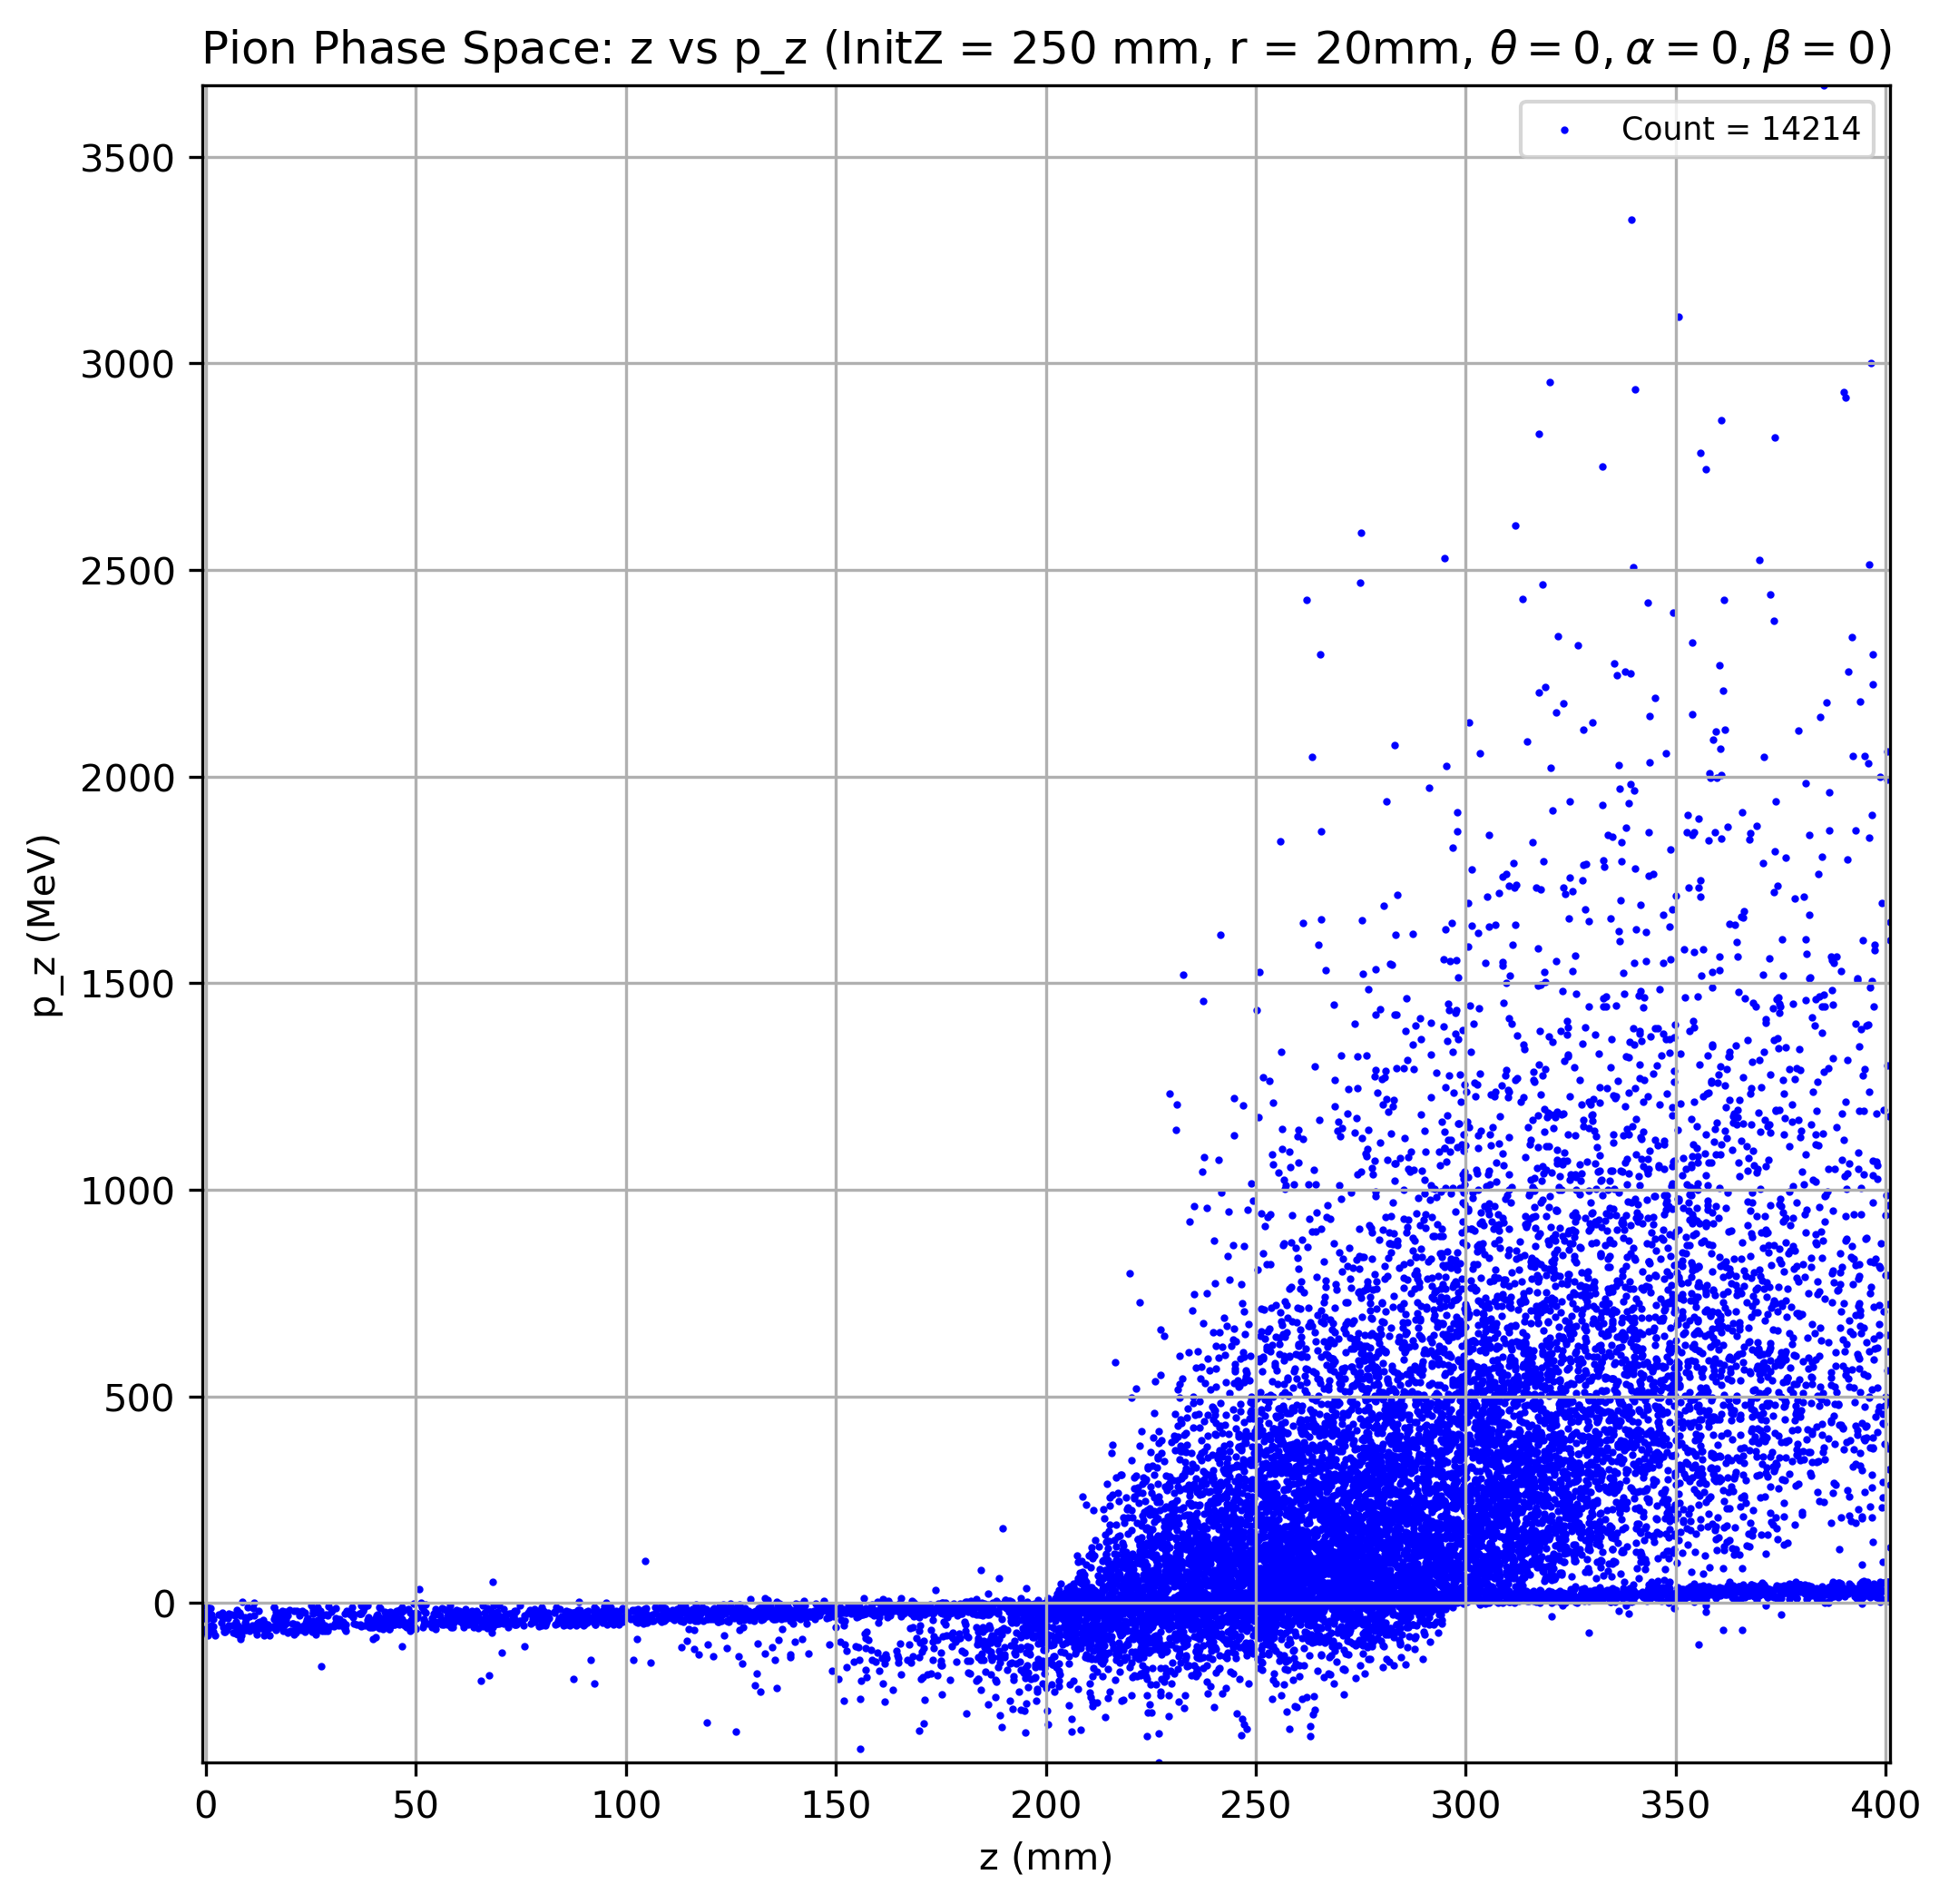 Pion Phase Space: z vs p_z (InitZ = 250 mm, r = 20mm, θ = 0, α = 0, β = 0)
Count = 14214
3500
3000
2500
2000
1500
1000
500
0
p_z (MeV)
0 50 100 150 200 250 300 350 400
z (mm)